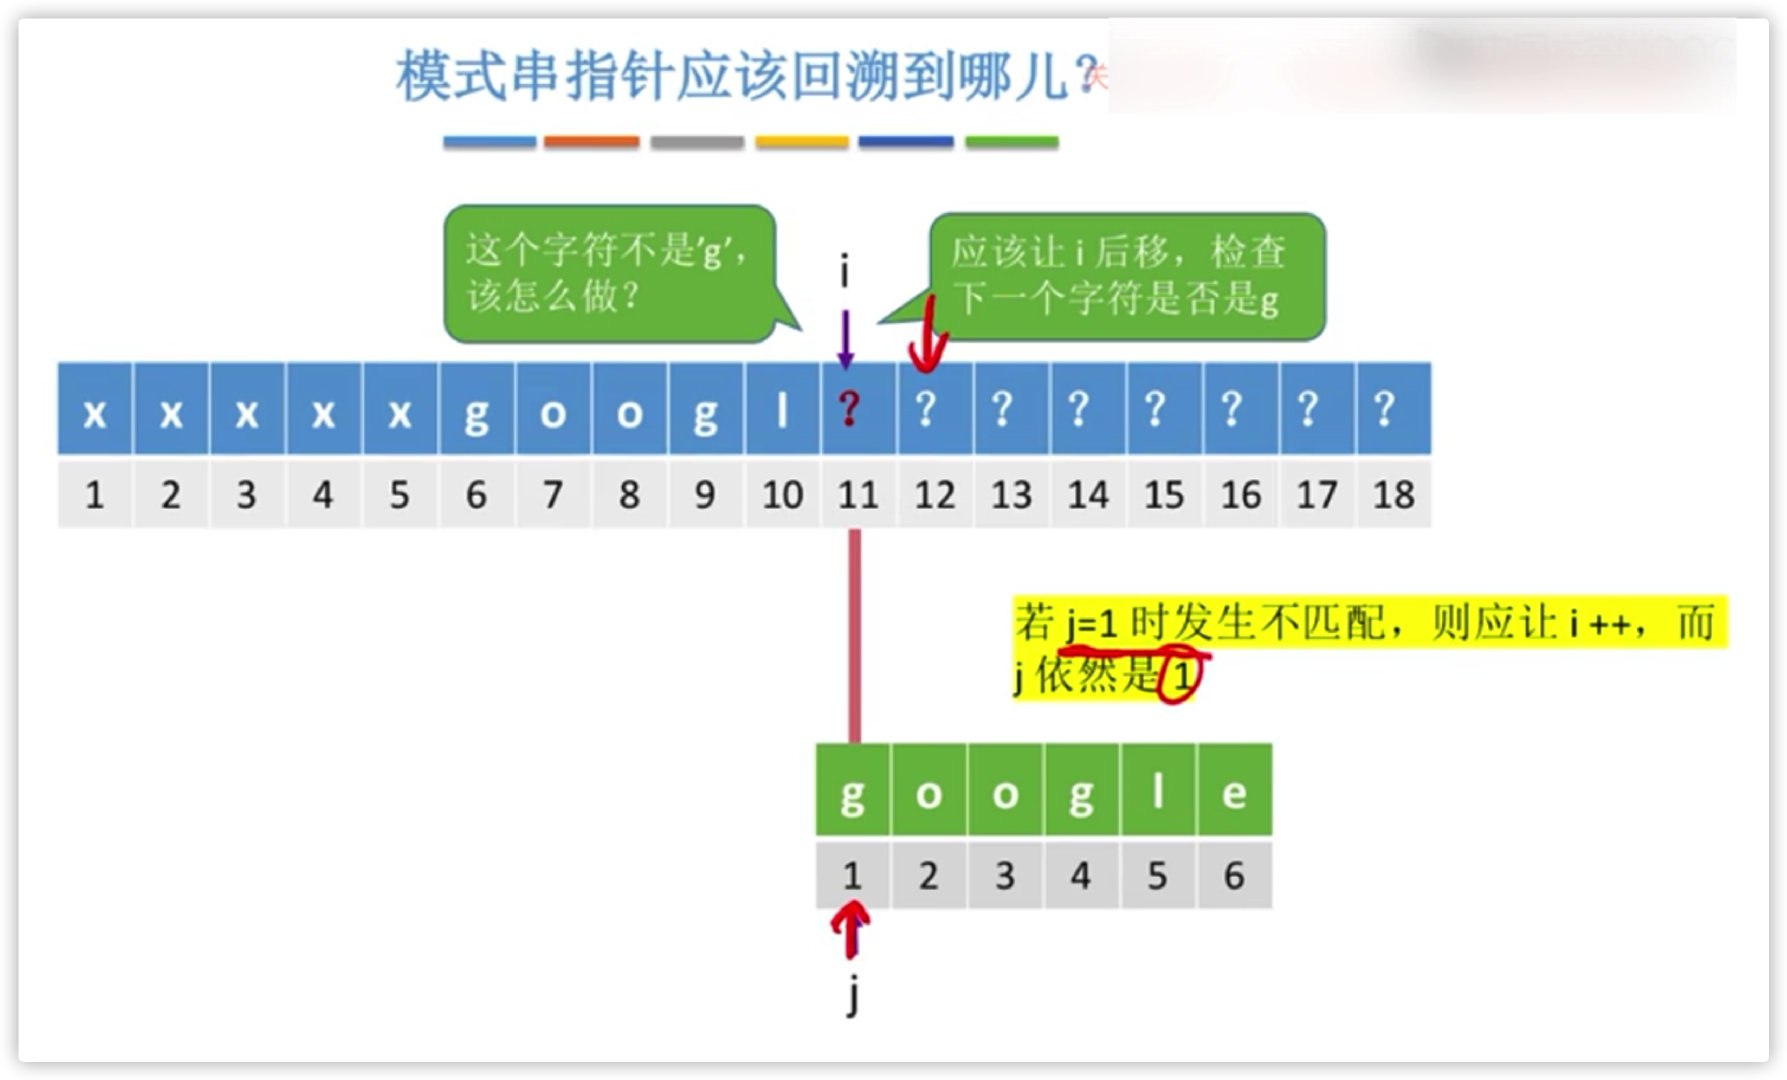 模式串指针应该回溯到哪儿？
关
这个字符不是'g'，
该怎么做？
i
应该让 i 后移，检查
下一个字符是否是g
x x x x x g o o g l ? ? ? ? ? ? ? ?
1 2 3 4 5 6 7 8 9 10 11 12 13 14 15 16 17 18
若 j=1 时发生不匹配，则应让 i ++，而
j 依然是 1
g o o g l e
1 2 3 4 5 6
j